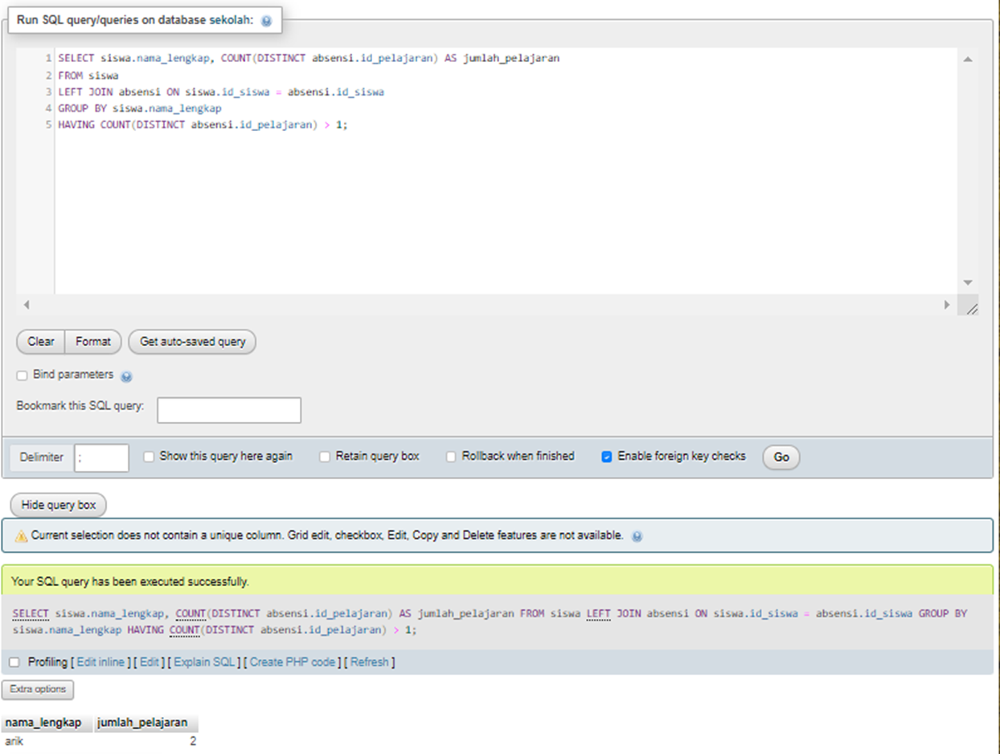 Run SQL query/queries on database sekolah:
1 SELECT siswa.nama_lengkap, COUNT(DISTINCT absensi.id_pelajaran) AS jumlah_pelajaran
2 FROM siswa
3 LEFT JOIN absensi ON siswa.id_siswa = absensi.id_siswa
4 GROUP BY siswa.nama_lengkap
5 HAVING COUNT(DISTINCT absensi.id_pelajaran) > 1;
Clear Format Get auto-saved query
Bind parameters
Bookmark this SQL query:
Delimiter ; Show this query here again Retain query box Rollback when finished Enable foreign key checks Go
Hide query box
Current selection does not contain a unique column. Grid edit, checkbox, Edit, Copy and Delete features are not available.
Your SQL query has been executed successfully.
SELECT siswa.nama_lengkap, COUNT(DISTINCT absensi.id_pelajaran) AS jumlah_pelajaran FROM siswa LEFT JOIN absensi ON siswa.id_siswa = absensi.id_siswa GROUP BY
siswa.nama_lengkap HAVING COUNT(DISTINCT absensi.id_pelajaran) > 1;
Profiling [ Edit inline ] [ Edit ] [ Explain SQL ] [ Create PHP code ] [ Refresh ]
Extra options
nama_lengkap jumlah_pelajaran
arik 2